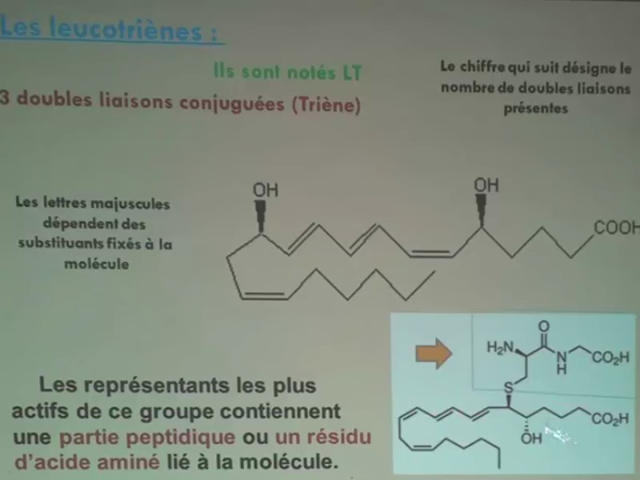 Les leucotriènes :
Ils sont notés LT
3 doubles liaisons conjuguées (Triène)
Le chiffre qui suit désigne le
nombre de doubles liaisons
présentes
Les lettres majuscules
dépendent des
substituants fixés à la
molécule
OH
OH
COOH
H₂N
O
N
H
CO₂H
S
CO₂H
OH
Les représentants les plus
actifs de ce groupe contiennent
une partie peptidique ou un résidu
d'acide aminé lié à la molécule.